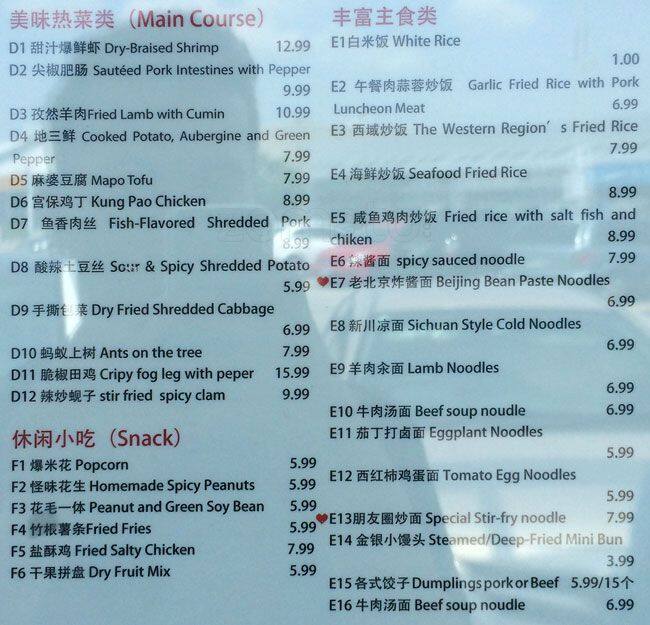 美味热菜类（Main Course）
D1 甜汁爆鲜虾 Dry-Braised Shrimp 12.99
D2 尖椒肥肠 Sautéed Pork Intestines with Pepper
9.99
D3 孜然羊肉Fried Lamb with Cumin 10.99
D4 地三鲜 Cooked Potato, Aubergine and Green
Pepper 7.99
D5 麻婆豆腐 Mapo Tofu 7.99
D6 宫保鸡丁 Kung Pao Chicken 8.99
D7 鱼香肉丝 Fish-Flavored Shredded Pork
8.99
D8 酸辣土豆丝 Sour & Spicy Shredded Potato
5.99
D9 手撕包菜 Dry Fried Shredded Cabbage
6.99
D10 蚂蚁上树 Ants on the tree 7.99
D11 脆椒田鸡 Cripy fog leg with peper 15.99
D12 辣炒蚬子 stir fried spicy clam 9.99
休闲小吃（Snack）
F1 爆米花 Popcorn 5.99
F2 怪味花生 Homemade Spicy Peanuts 5.99
F3 花毛一体 Peanut and Green Soy Bean 5.99
F4 竹根薯条Fried Fries 5.99
F5 盐酥鸡 Fried Salty Chicken 7.99
F6 干果拼盘 Dry Fruit Mix 5.99
丰富主食类
E1白米饭 White Rice
1.00
E2 午餐肉蒜蓉炒饭 Garlic Fried Rice with Pork
Luncheon Meat 6.99
E3 西域炒饭 The Western Region's Fried Rice
7.99
E4 海鲜炒饭 Seafood Fried Rice
8.99
E5 咸鱼鸡肉炒饭 Fried rice with salt fish and
chiken 8.99
E6 辣酱面 spicy sauced noodle 7.99
E7 老北京炸酱面 Beijing Bean Paste Noodles
6.99
E8 新川凉面 Sichuan Style Cold Noodles
6.99
E9 羊肉汆面 Lamb Noodles
6.99
E10 牛肉汤面 Beef soup noudle 6.99
E11 茄丁打卤面 Eggplant Noodles
5.99
E12 西红柿鸡蛋面 Tomato Egg Noodles
5.99
E13朋友圈炒面 Special Stir-fry noodle 7.99
E14 金银小馒头 Steamed/Deep-Fried Mini Bun
3.99
E15 各式饺子 Dumplings pork or Beef 5.99/15个
E16 牛肉汤面 Beef soup noudle 6.99